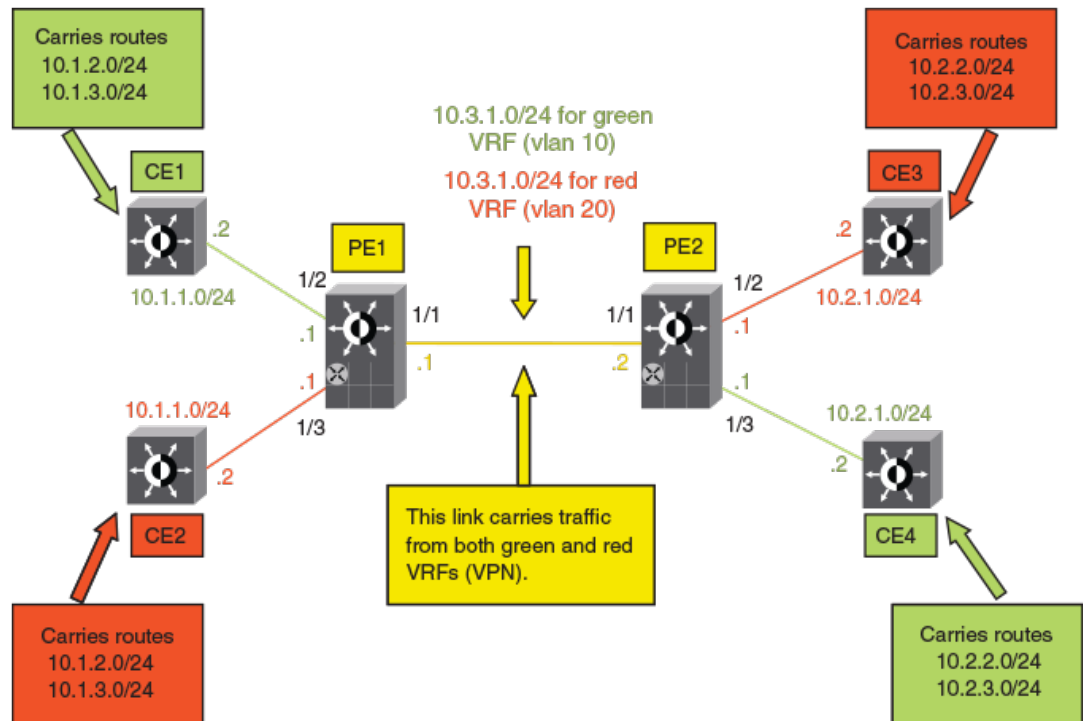 Carries routes
10.1.2.0/24
10.1.3.0/24
Carries routes
10.2.2.0/24
10.2.3.0/24
10.3.1.0/24 for green
VRF (vlan 10)
10.3.1.0/24 for red
VRF (vlan 20)
CE1
CE3
.2
.2
PE1
PE2
10.1.1.0/24
1/2
1/2
10.2.1.0/24
1/1
1/1
.1
.1
.1
.2
.1
.1
10.1.1.0/24
1/3
1/3
10.2.1.0/24
.2
.2
CE2
CE4
This link carries traffic
from both green and red
VRFs (VPN).
Carries routes
10.1.2.0/24
10.1.3.0/24
Carries routes
10.2.2.0/24
10.2.3.0/24